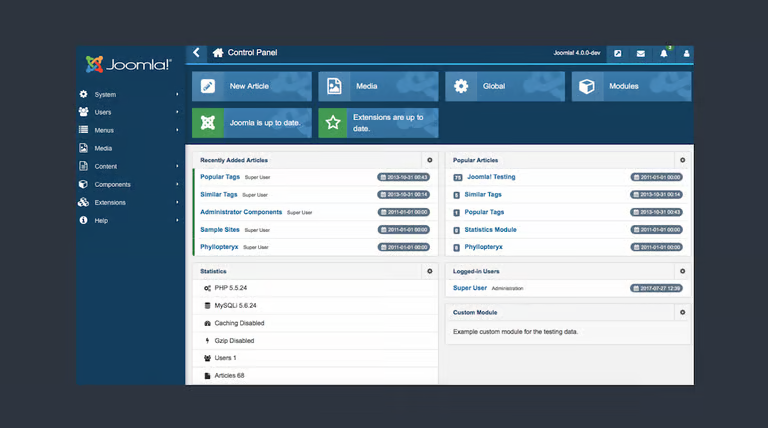 Joomla!®
Control Panel
Joomla! 4.0.0-dev
System
Users
Menus
Media
Content
Components
Extensions
Help
New Article
Media
Global
Modules
Joomla is up to date.
Extensions are up to
date.
Recently Added Articles
Popular Tags Super User 2013-10-31 00:43
Similar Tags Super User 2013-10-31 00:14
Administrator Components Super User 2011-01-01 00:00
Sample Sites Super User 2011-01-01 00:00
Phyllopteryx Super User 2011-01-01 00:00
Popular Articles
75 Joomla! Testing 2011-01-01 00:00
Similar Tags 2013-10-31 00:14
1 Popular Tags 2013-10-31 00:43
Statistics Module 2011-01-01 00:00
Phyllopteryx 2011-01-01 00:00
Statistics
PHP 5.5.24
MySQLi 5.6.24
Caching Disabled
Gzip Disabled
Users 1
Articles 68
Logged-in Users
Super User Administration 2017-07-27 12:39
Custom Module
Example custom module for the testing data.